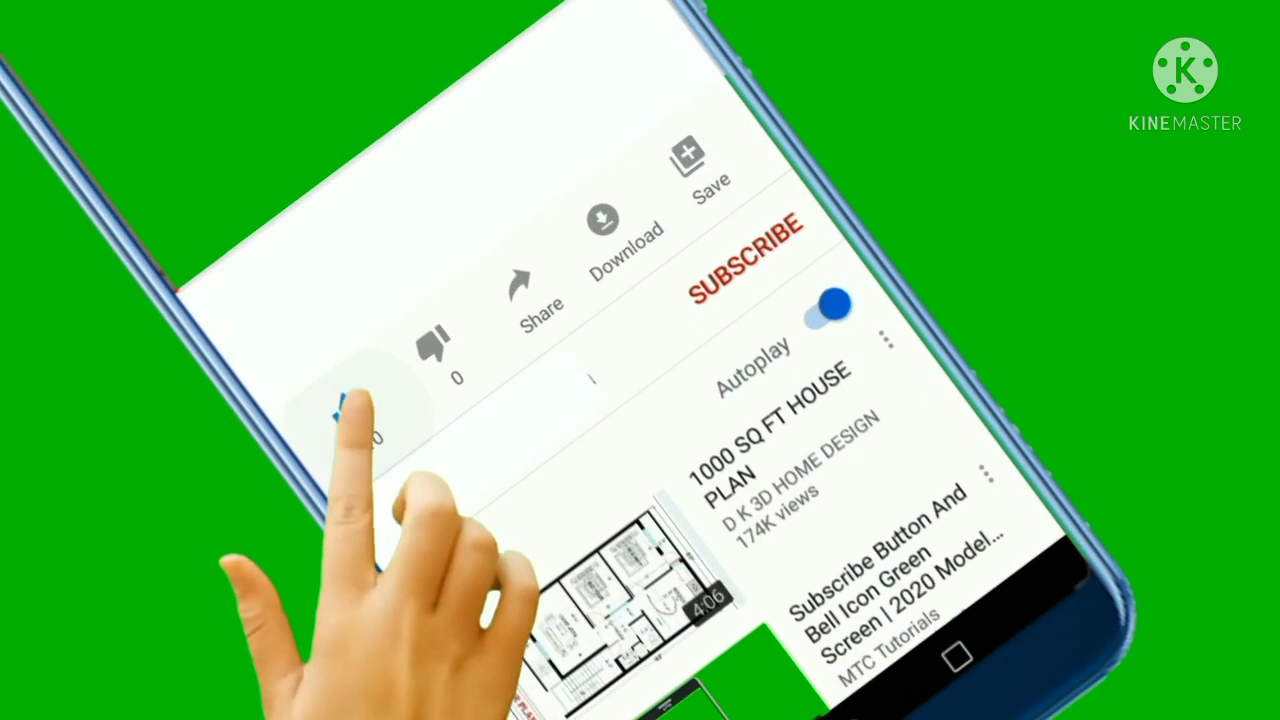 K
KINEMASTER
Save
Download
Share
0
0
SUBSCRIBE
Autoplay
1000 SQ FT HOUSE
PLAN
D K 3D HOME DESIGN
174K views
4:06
Subscribe Button And
Bell Icon Green
Screen | 2020 Model...
MTC Tutorials